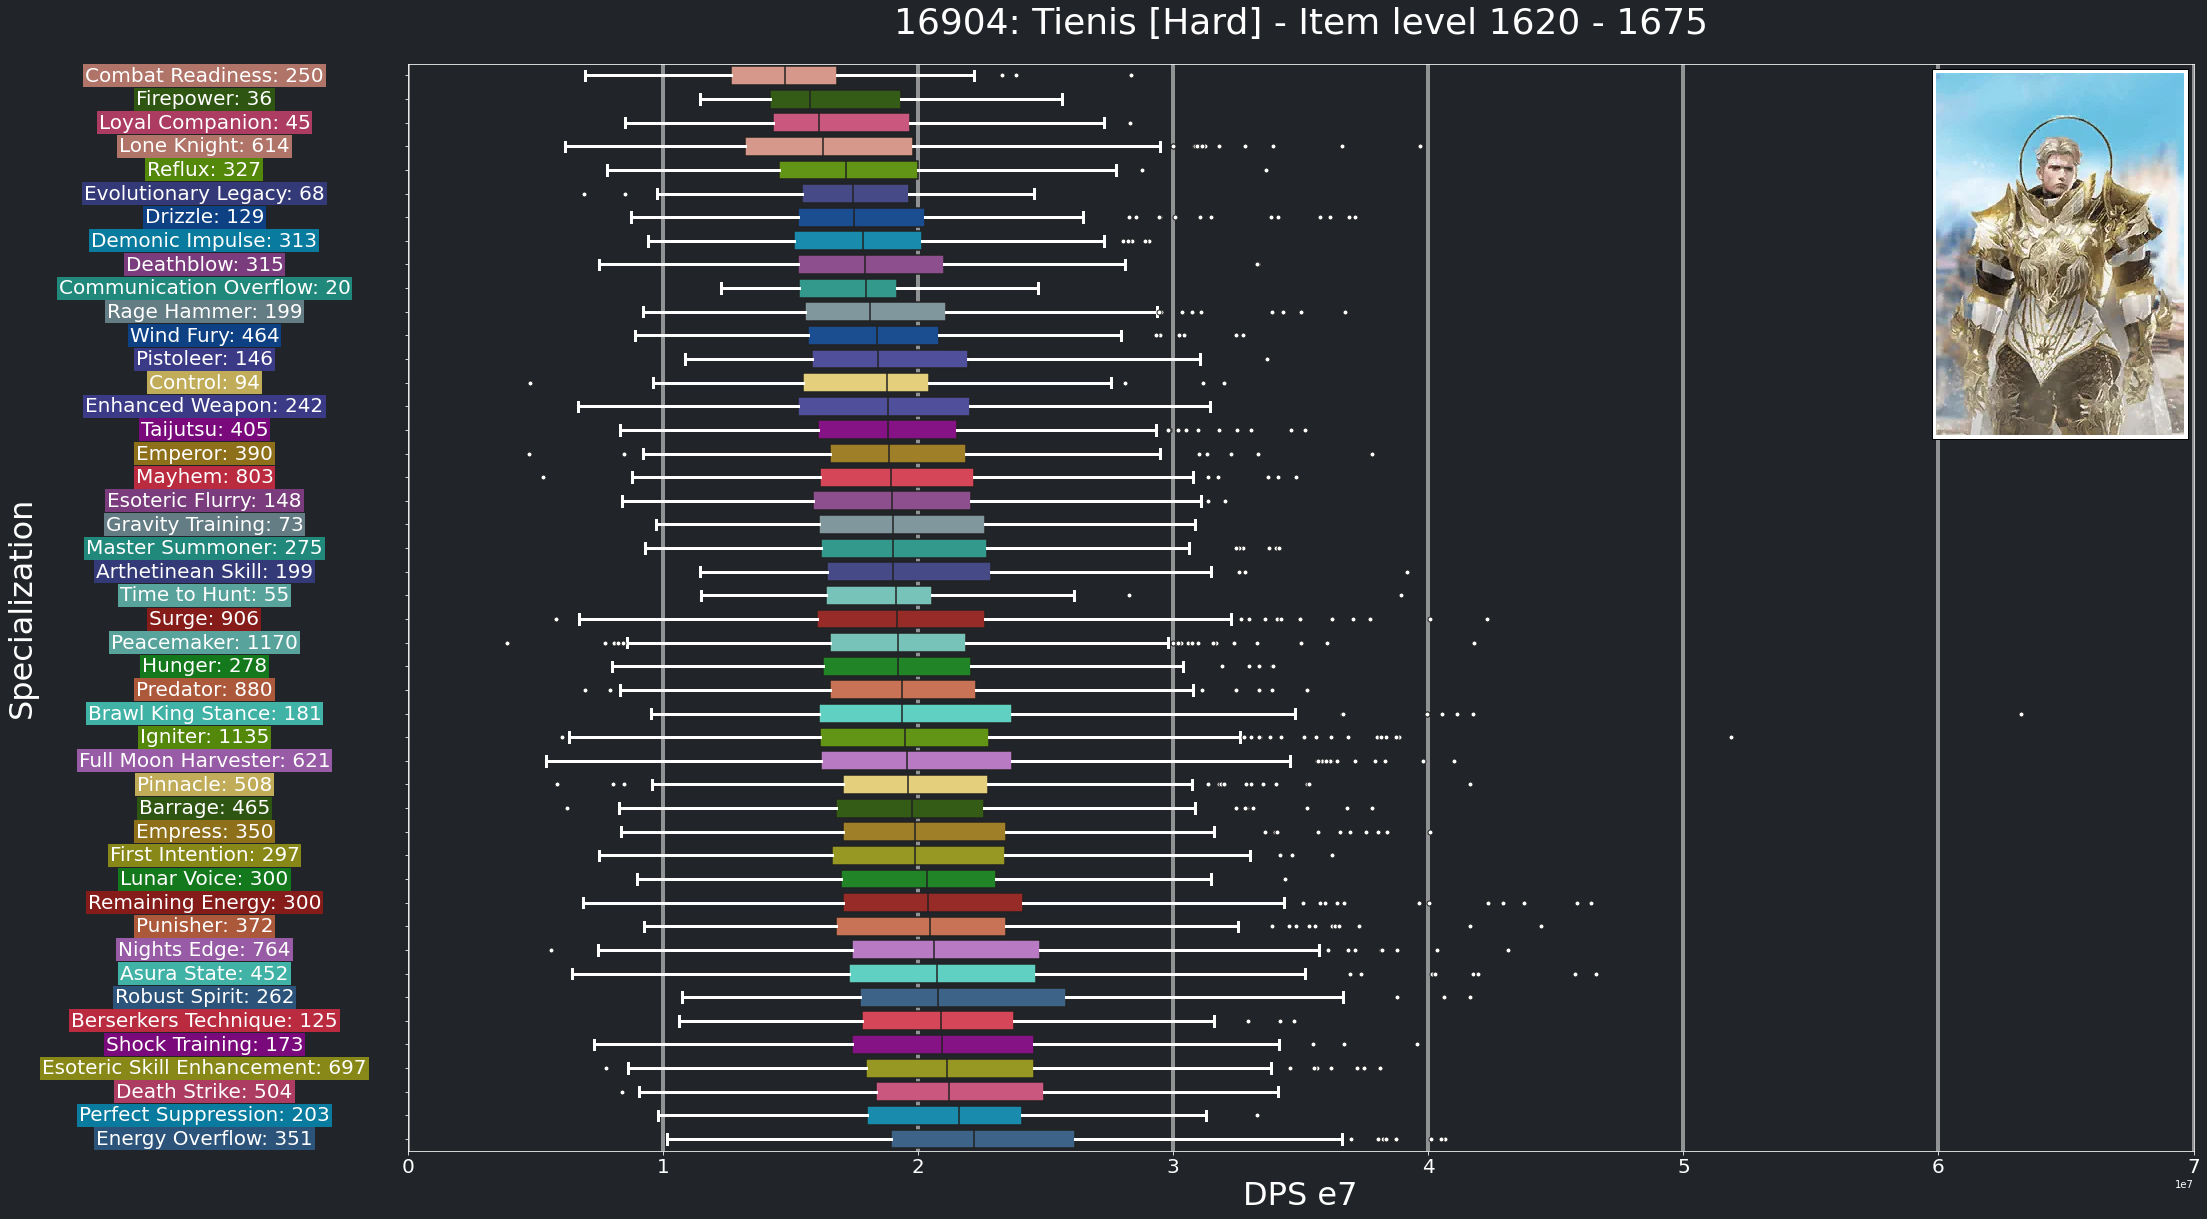 16904: Tienis [Hard] - Item level 1620 - 1675
Specialization
Combat Readiness: 250
Firepower: 36
Loyal Companion: 45
Lone Knight: 614
Reflux: 327
Evolutionary Legacy: 68
Drizzle: 129
Demonic Impulse: 313
Deathblow: 315
Communication Overflow: 20
Rage Hammer: 199
Wind Fury: 464
Pistoleer: 146
Control: 94
Enhanced Weapon: 242
Taijutsu: 405
Emperor: 390
Mayhem: 803
Esoteric Flurry: 148
Gravity Training: 73
Master Summoner: 275
Arthetinean Skill: 199
Time to Hunt: 55
Surge: 906
Peacemaker: 1170
Hunger: 278
Predator: 880
Brawl King Stance: 181
Igniter: 1135
Full Moon Harvester: 621
Pinnacle: 508
Barrage: 465
Empress: 350
First Intention: 297
Lunar Voice: 300
Remaining Energy: 300
Punisher: 372
Nights Edge: 764
Asura State: 452
Robust Spirit: 262
Berserkers Technique: 125
Shock Training: 173
Esoteric Skill Enhancement: 697
Death Strike: 504
Perfect Suppression: 203
Energy Overflow: 351
0 1 2 3 4 5 6 7
1e7
DPS e7